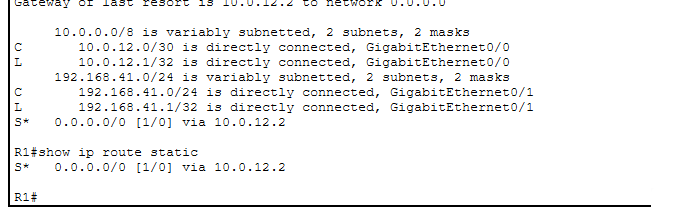 Gateway of last resort is 10.0.12.2 to network 0.0.0.0
10.0.0.0/8 is variably subnetted, 2 subnets, 2 masks
C 10.0.12.0/30 is directly connected, GigabitEthernet0/0
L 10.0.12.1/32 is directly connected, GigabitEthernet0/0
192.168.41.0/24 is variably subnetted, 2 subnets, 2 masks
C 192.168.41.0/24 is directly connected, GigabitEthernet0/1
L 192.168.41.1/32 is directly connected, GigabitEthernet0/1
S* 0.0.0.0/0 [1/0] via 10.0.12.2
R1#show ip route static
S* 0.0.0.0/0 [1/0] via 10.0.12.2
R1#